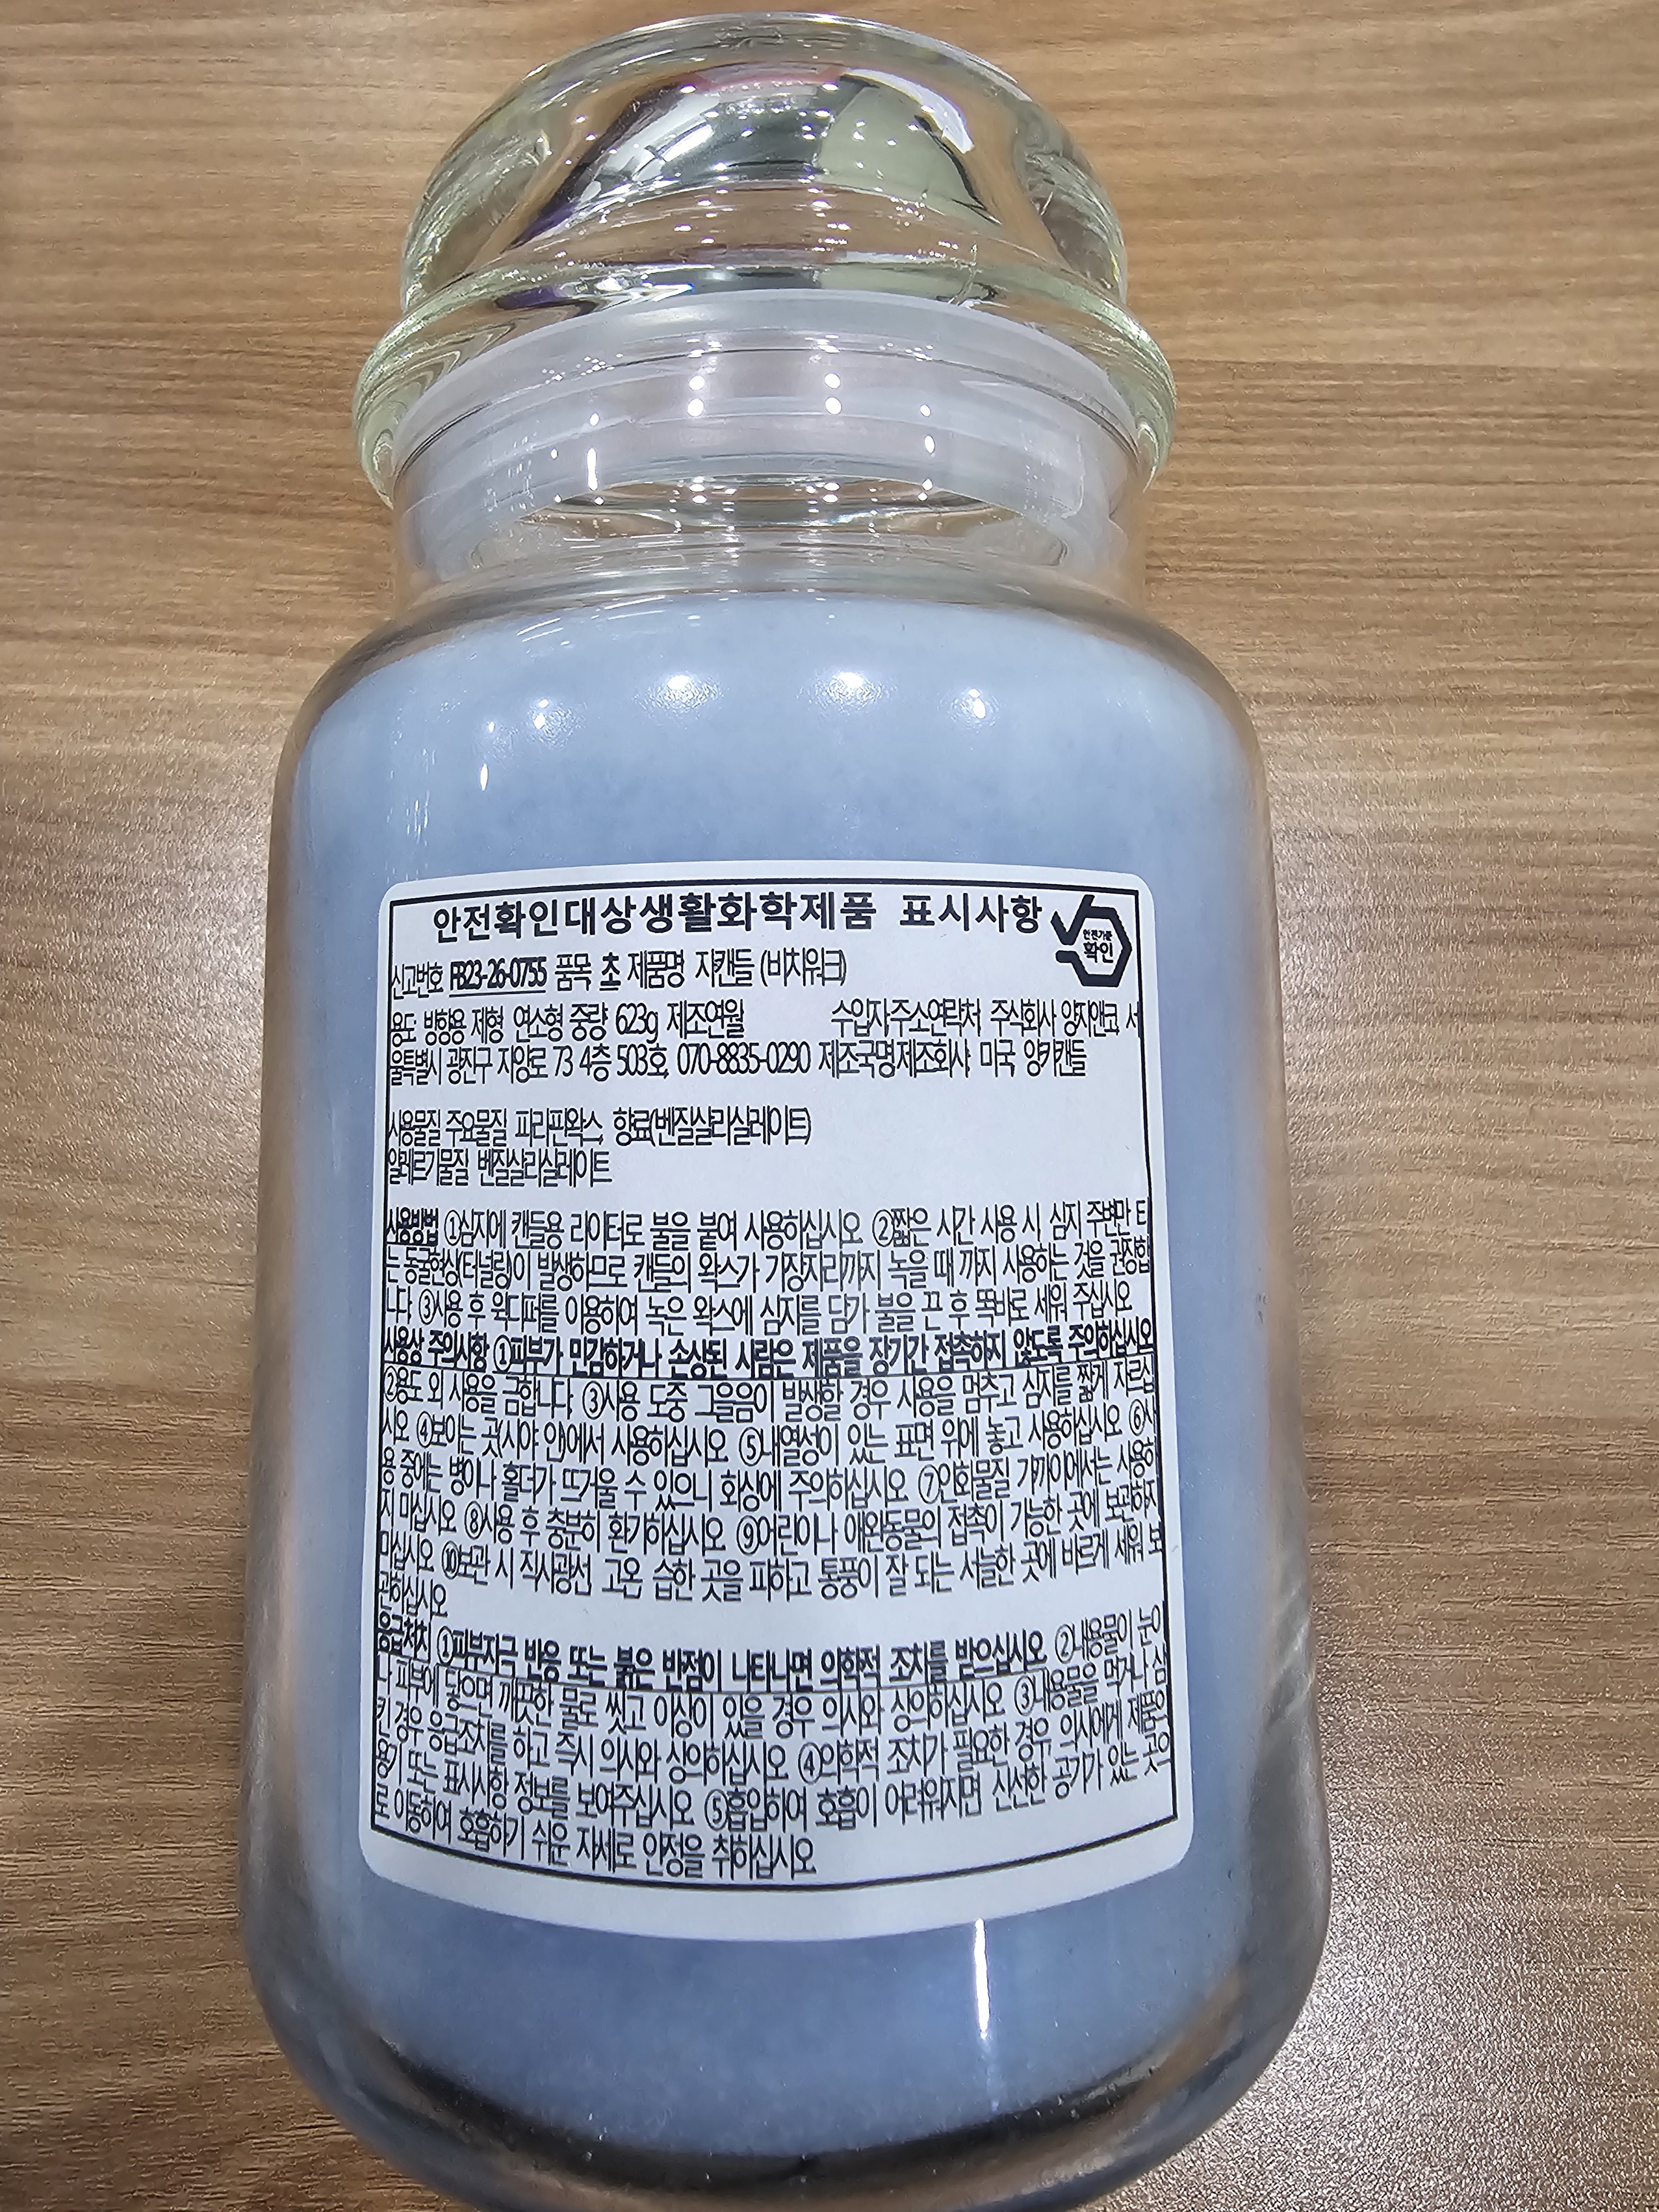 안전확인대상생활화학제품 표시사항
안전기준
확인
신고번호 FB23-26-0755 품목 초 제품명 자캔들 (비치워크)
용도 방향용 제형 연소형 중량 623g 제조연월 수입자,주소,연락처 주식회사 양지앤코, 서
울특별시 광진구 자양로 73 4층 503호, 070-8835-0290 제조국명,제조회사 미국, 양키캔들
사용물질 주요물질 파라핀왁스, 향료(벤질살리실레이트)
알레르기물질 벤질살리실레이트
사용방법 ①심지에 캔들용 라이터로 불을 붙여 사용하십시오 ②짧은 시간 사용 시 심지 주변만 타
는 동굴현상(터널링)이 발생하므로 캔들의 왁스가 가장자리까지 녹을 때 까지 사용하는 것을 권장합
니다 ③사용 후 윅디퍼를 이용하여 녹은 왁스에 심지를 담가 불을 끈 후 똑바로 세워 주십시오
사용상 주의사항 ①피부가 민감하거나 손상된 사람은 제품을 장기간 접촉하지 않도록 주의하십시오
②용도 외 사용을 금합니다 ③사용 도중 그을음이 발생할 경우 사용을 멈추고 심지를 짧게 자르십
시오 ④보이는 곳(시야 안)에서 사용하십시오 ⑤내열성이 있는 표면 위에 놓고 사용하십시오 ⑥사
용 중에는 병이나 홀더가 뜨거울 수 있으니 화상에 주의하십시오 ⑦인화물질 가까이에서는 사용하
지 마십시오 ⑧사용 후 충분히 환기하십시오 ⑨어린이나 애완동물의 접촉이 가능한 곳에 보관하지
마십시오 ⑩보관 시 직사광선, 고온, 습한 곳을 피하고 통풍이 잘 되는 서늘한 곳에 바르게 세워 보
관하십시오
응급처치 ①피부자극 반응 또는 붉은 반점이 나타나면 의학적 조치를 받으십시오 ②내용물이 눈이
나 피부에 닿으면 깨끗한 물로 씻고 이상이 있을 경우 의사와 상의하십시오 ③내용물을 먹거나 삼
킨 경우 응급조치를 하고 즉시 의사와 상의하십시오 ④의학적 조치가 필요한 경우 의사에게 제품의
용기 또는 표시사항 정보를 보여주십시오 ⑤흡입하여 호흡이 어려워지면 신선한 공기가 있는 곳으
로 이동하여 호흡하기 쉬운 자세로 안정을 취하십시오